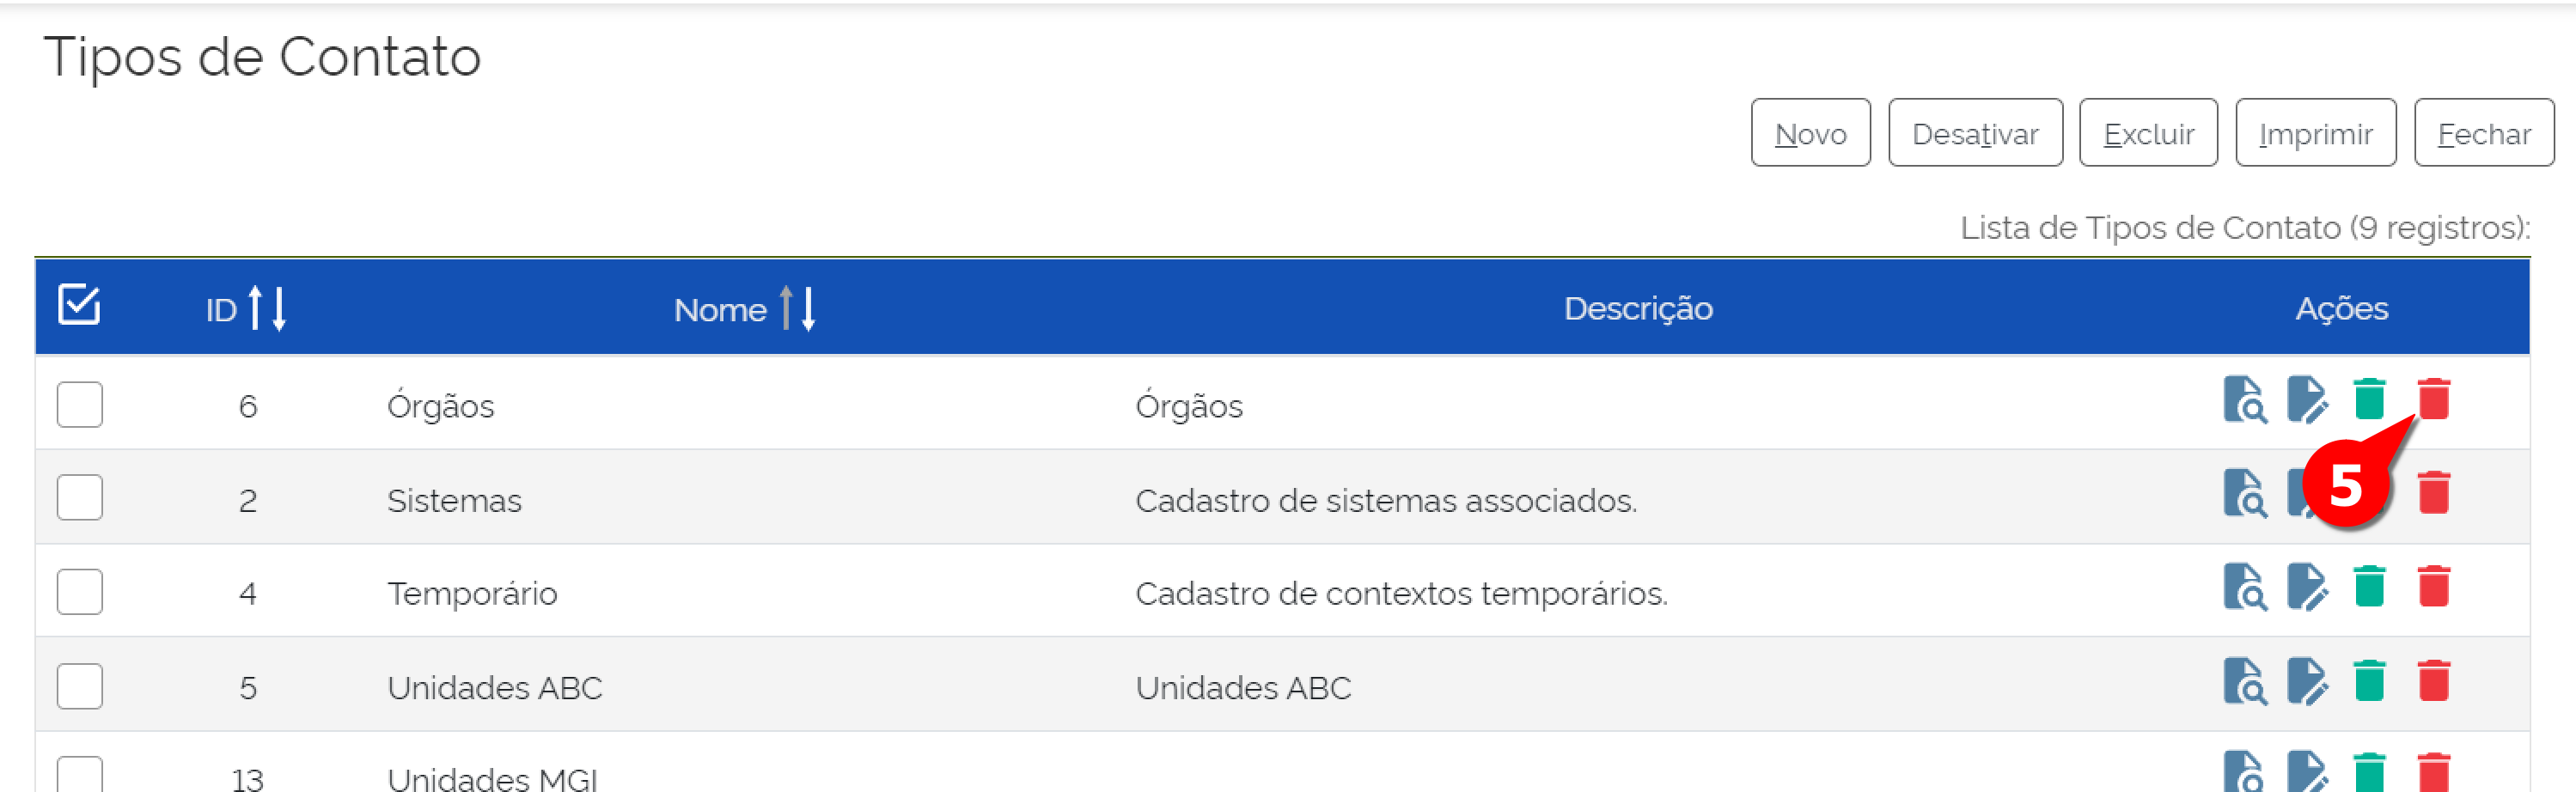 Tipos de Contato
Novo Desativar Excluir Imprimir Fechar
Lista de Tipos de Contato (9 registros):
ID Nome Descrição Ações
6 Órgãos Órgãos
2 Sistemas Cadastro de sistemas associados.
5
4 Temporário Cadastro de contextos temporários.
5 Unidades ABC Unidades ABC
13 Unidades MGI